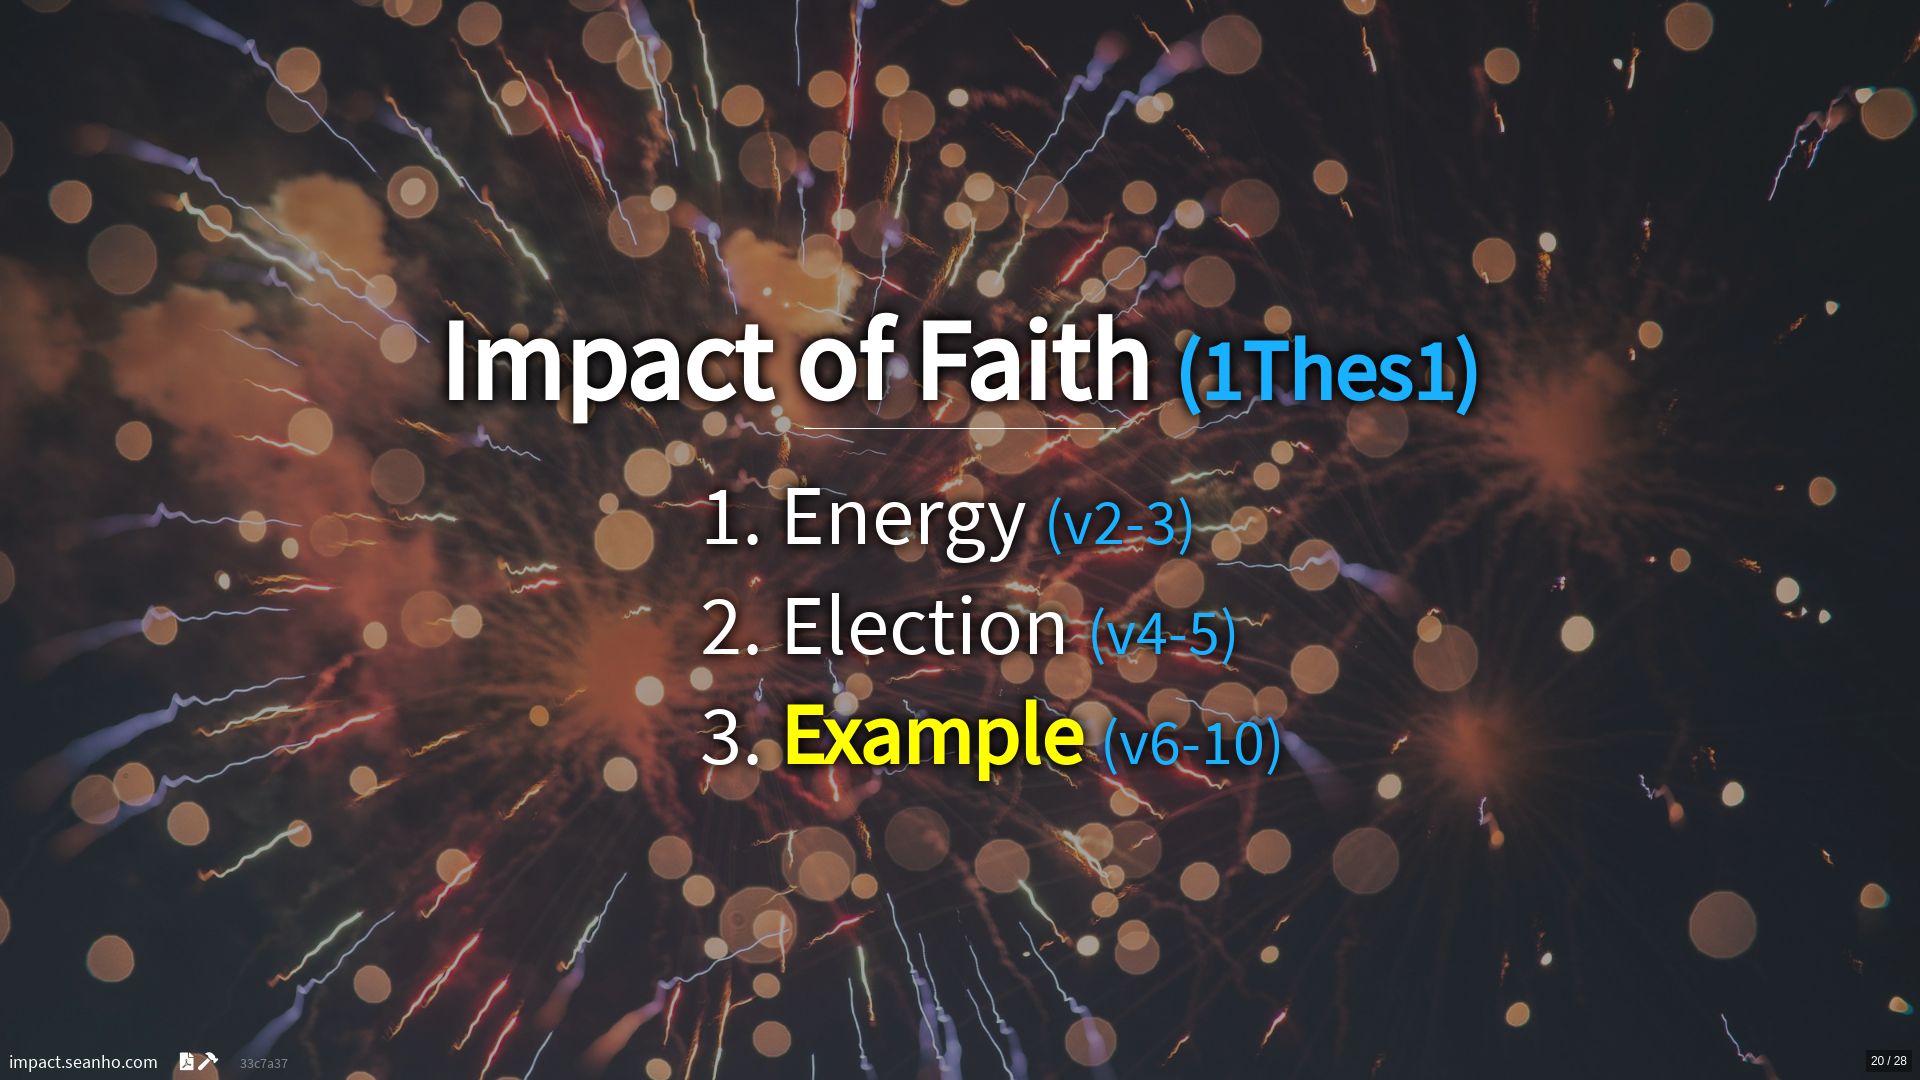 Impact of Faith (1Thes1)
1. Energy (v2-3)
2. Election (v4-5)
3. Example (v6-10)
impact.seanho.com 33c7a37
20 / 28